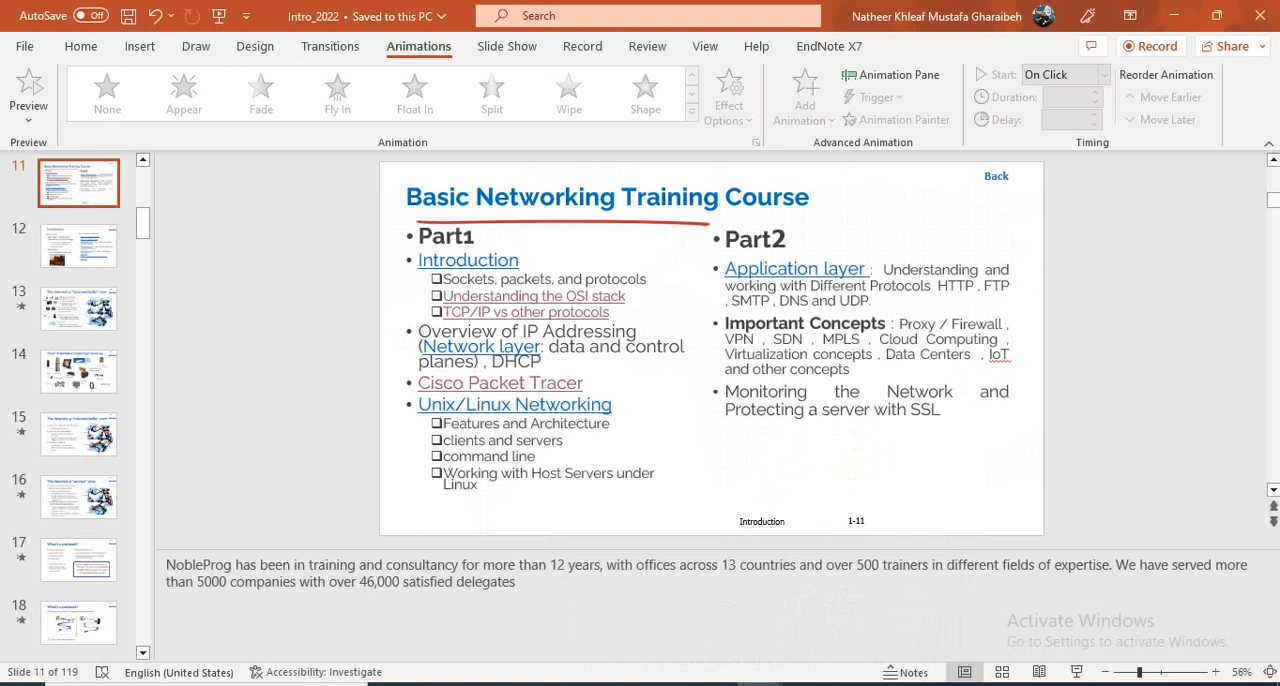 AutoSave Off Intro_2022 • Saved to this PC Search Natheer Khleaf Mustafa Gharaibeh
File Home Insert Draw Design Transitions Animations Slide Show Record Review View Help EndNote X7 Record Share
Preview None Appear Fade Fly In Float In Split Wipe Shape Effect Options Add Animation Animation Pane Trigger Animation Painter Start: On Click Duration: Delay: Reorder Animation Move Earlier Move Later
Preview Animation Advanced Animation Timing
11
12
13
14
15
16
17
18
Back
Basic Networking Training Course
• Part1
• Introduction
Sockets, packets, and protocols
Understanding the OSI stack
TCP/IP vs other protocols
• Overview of IP Addressing
(Network layer: data and control
planes) , DHCP
• Cisco Packet Tracer
• Unix/Linux Networking
Features and Architecture
clients and servers
command line
Working with Host Servers under
Linux
• Part2
• Application layer : Understanding and
working with Different Protocols HTTP , FTP
, SMTP , DNS and UDP.
• Important Concepts : Proxy / Firewall ,
VPN , SDN , MPLS , Cloud Computing ,
Virtualization concepts , Data Centers , IoT
and other concepts
• Monitoring the Network and
Protecting a server with SSL
Introduction 1-11
NobleProg has been in training and consultancy for more than 12 years, with offices across 13 countries and over 500 trainers in different fields of expertise. We have served more
than 5000 companies with over 46,000 satisfied delegates
Activate Windows
Go to Settings to activate Windows.
Slide 11 of 119 English (United States) Accessibility: Investigate Notes 56%